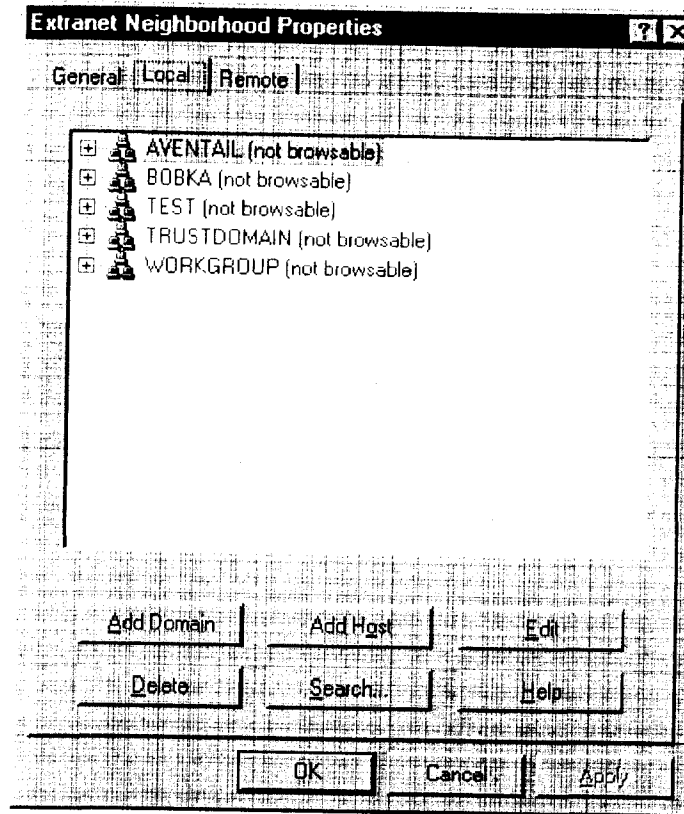 Extranet Neighborhood Properties
General Local Remote
AVENTAIL (not browsable)
BOBKA (not browsable)
TEST (not browsable)
TRUSTDOMAIN (not browsable)
WORKGROUP (not browsable)
Add Domain Add Host Edit
Delete Search... Help
OK Cancel Apply